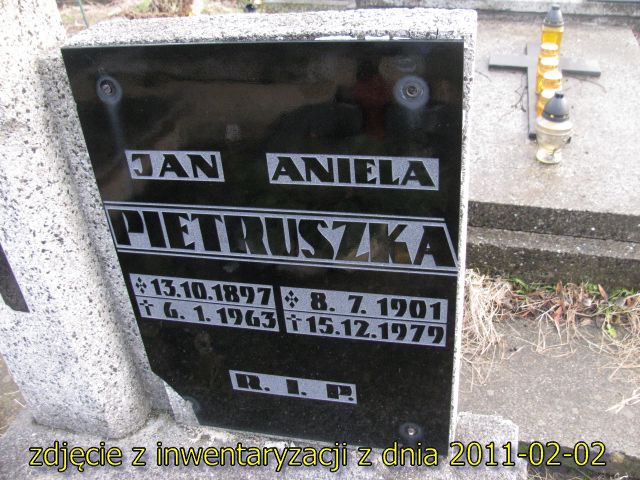 JAN ANIELA
PIETRUSZKA
13.10.1897 8. 7. 1901
† 6. 1. 1963 † 15.12.1979
R. I. P.
zdjęcie z inwentaryzacji z dnia 2011-02-02